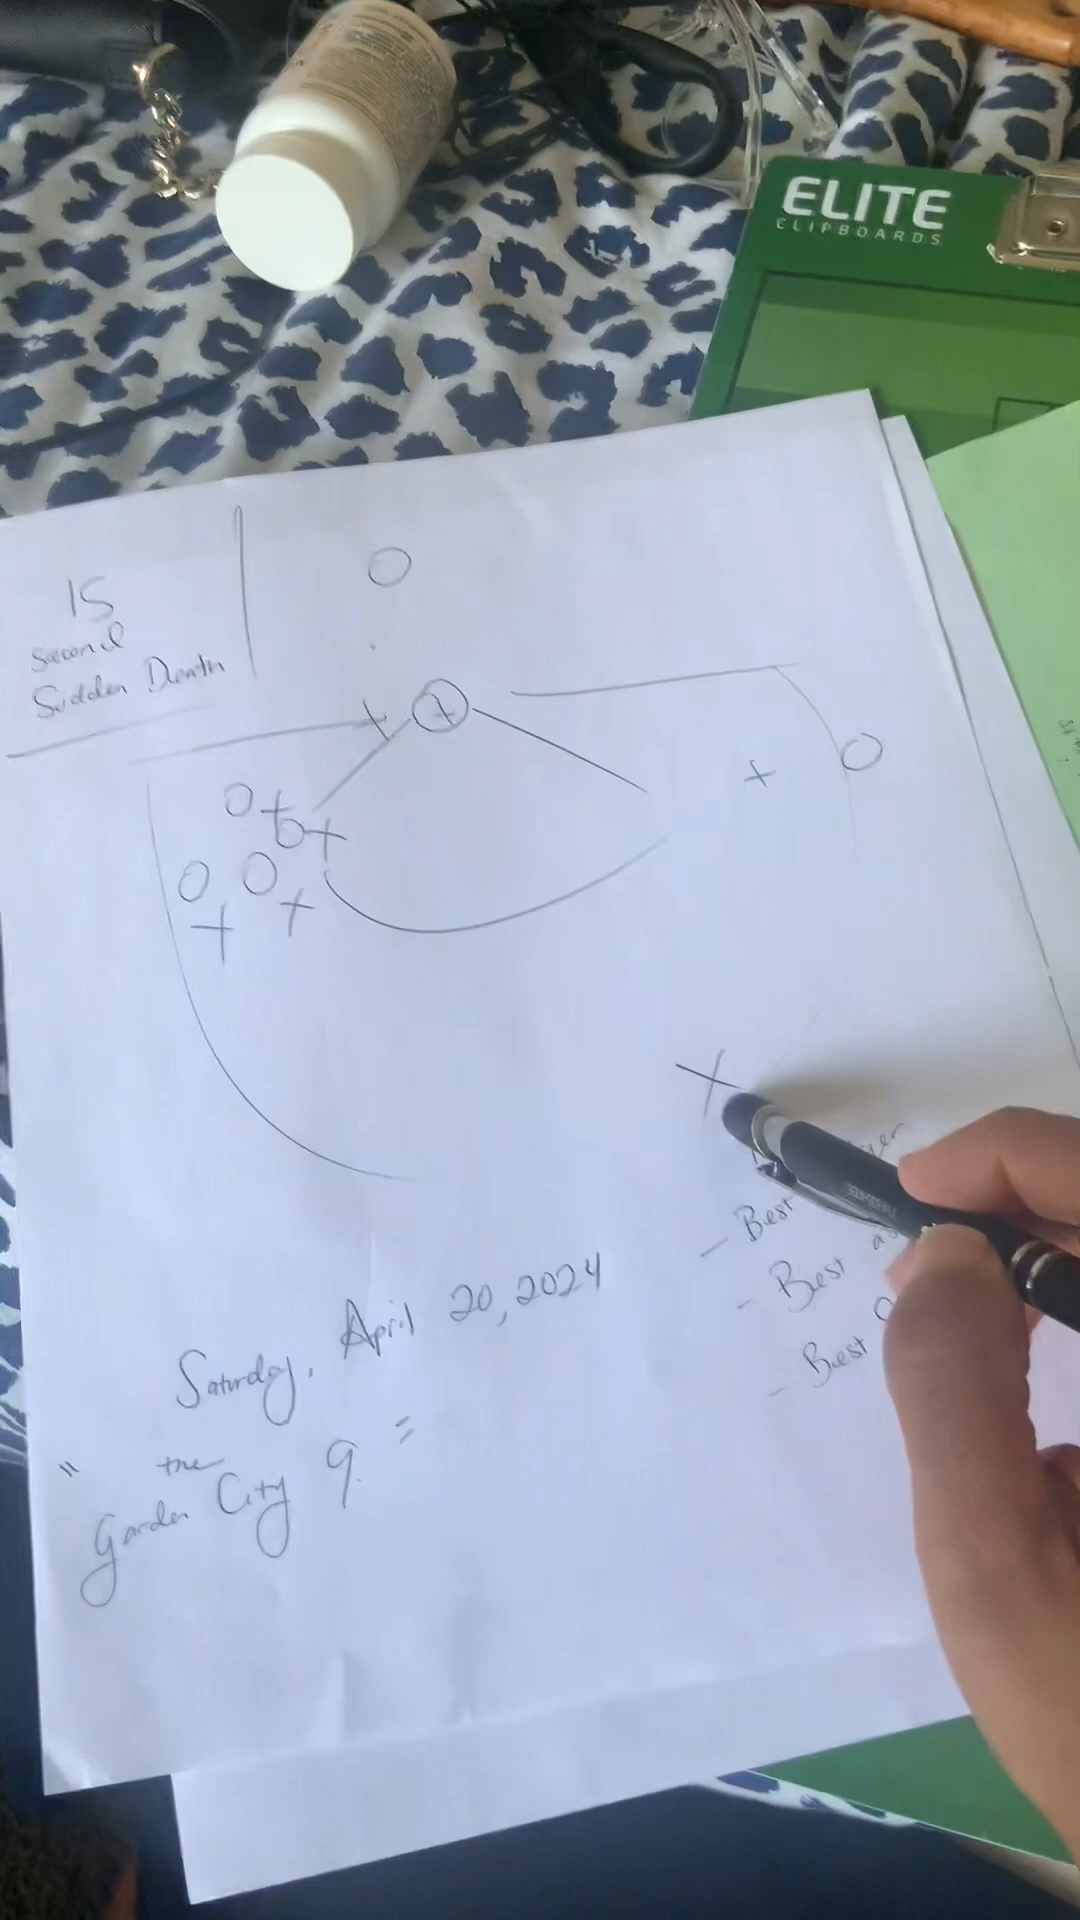 ELITE
CLIPBOARDS
15
Second
Sudden Death
Best
Best
Best
Saturday, April 20, 2024
" the
Garden City 9 "